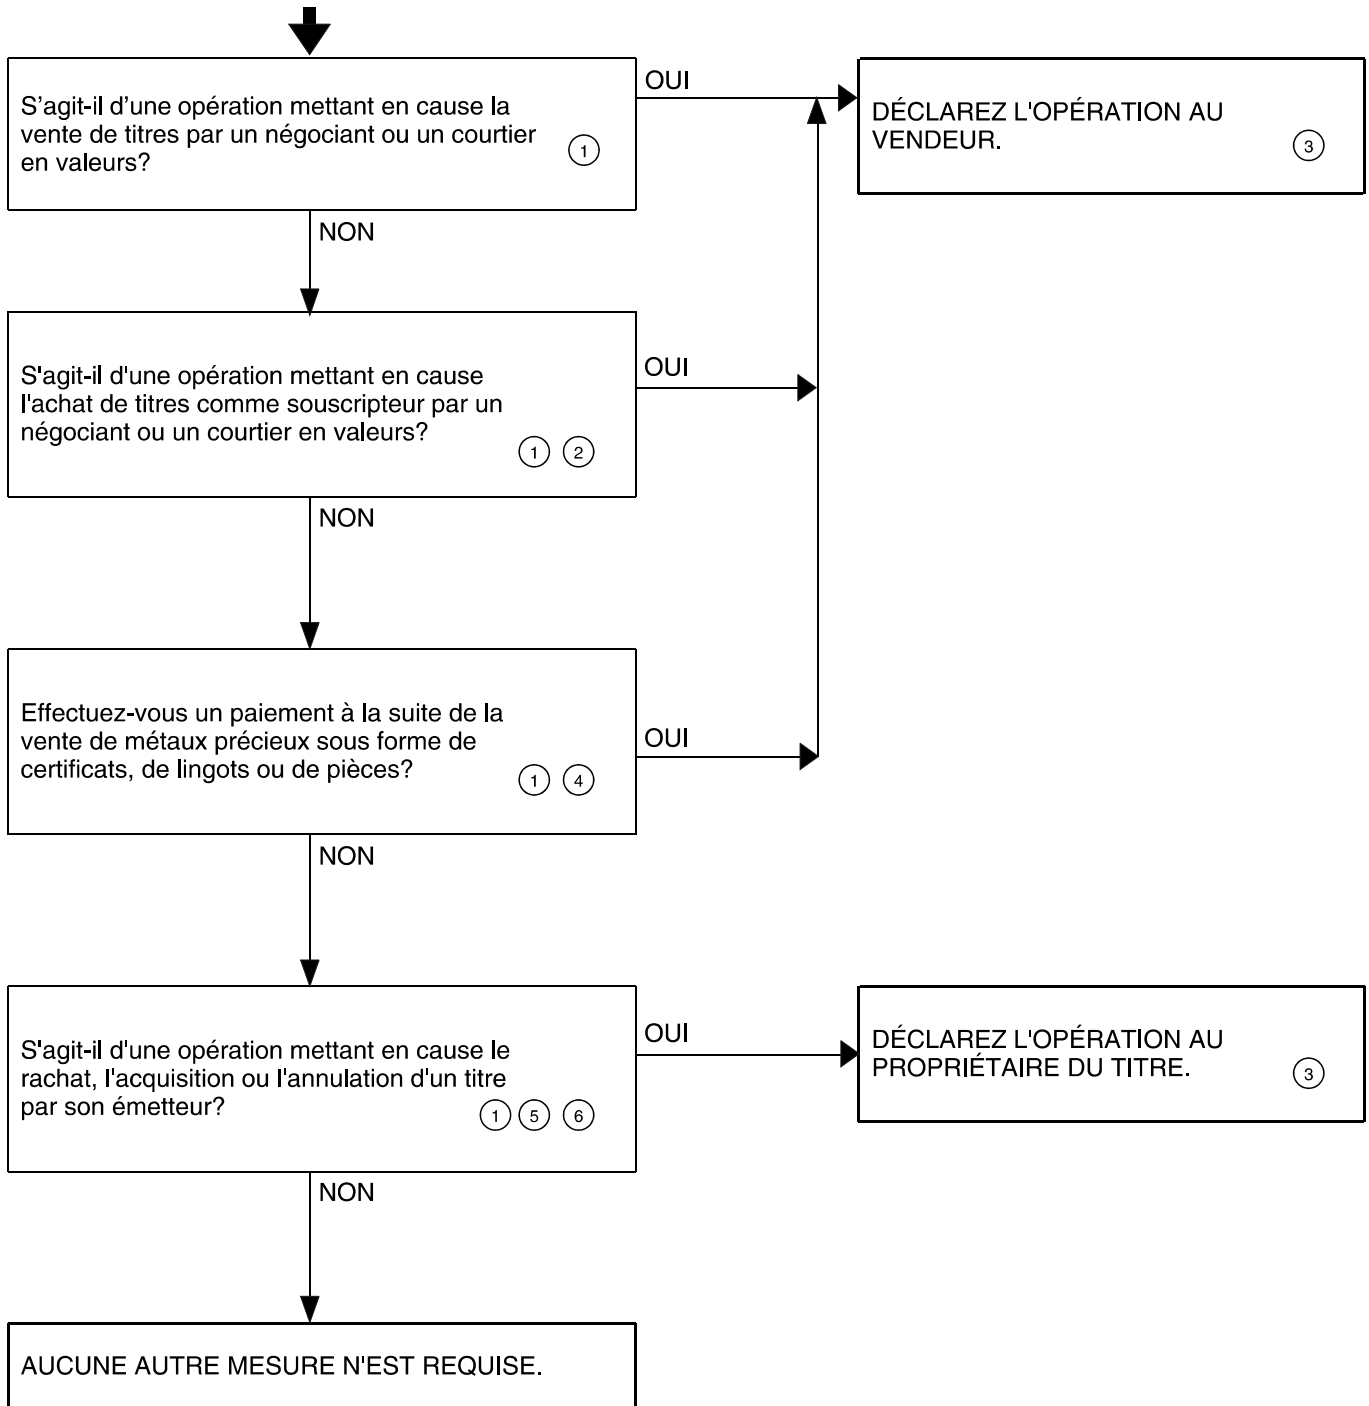 S’agit-il d’une opération mettant en cause la
vente de titres par un négociant ou un courtier
en valeurs?
1
OUI
DÉCLAREZ L'OPÉRATION AU
VENDEUR.
3
NON
S'agit-il d'une opération mettant en cause
l'achat de titres comme souscripteur par un
négociant ou un courtier en valeurs?
1 2
OUI
NON
Effectuez-vous un paiement à la suite de la
vente de métaux précieux sous forme de
certificats, de lingots ou de pièces?
1 4
OUI
NON
S'agit-il d'une opération mettant en cause le
rachat, l'acquisition ou l'annulation d'un titre
par son émetteur?
1 5 6
OUI
DÉCLAREZ L'OPÉRATION AU
PROPRIÉTAIRE DU TITRE.
3
NON
AUCUNE AUTRE MESURE N'EST REQUISE.